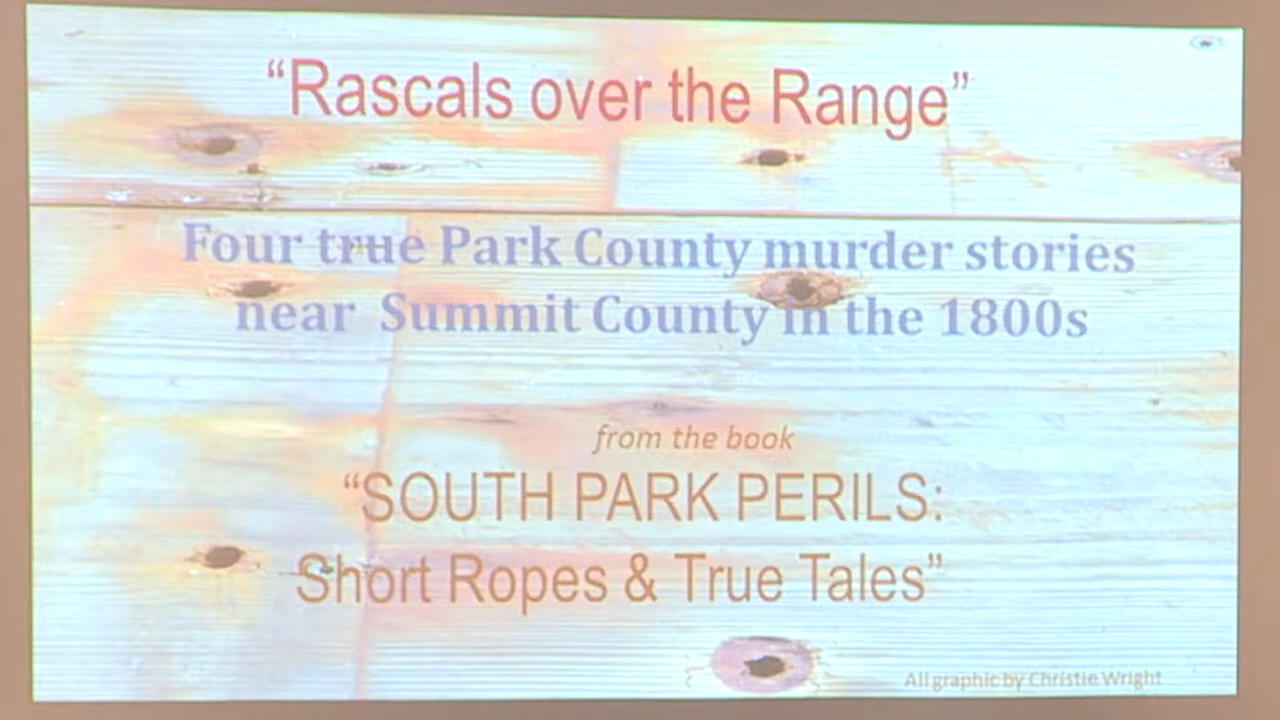 “Rascals over the Range”
Four true Park County murder stories
near Summit County in the 1800s
from the book
“SOUTH PARK PERILS:
Short Ropes & True Tales”
All graphic by Christie Wright